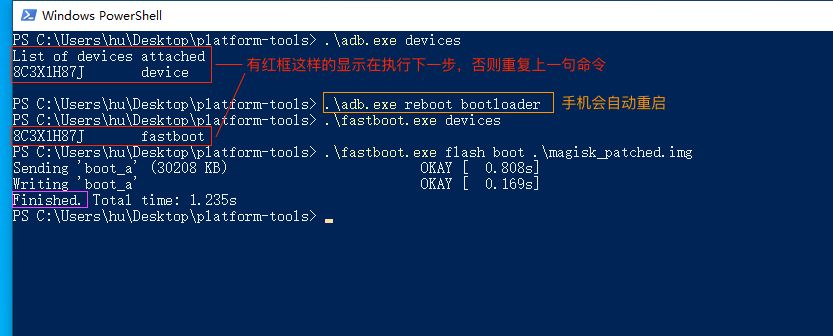 Windows PowerShell
PS C:\Users\hu\Desktop\platform-tools> .\adb.exe devices
List of devices attached
8C3X1H87J       device
有红框这样的显示在执行下一步，否则重复上一句命令
PS C:\Users\hu\Desktop\platform-tools> .\adb.exe reboot bootloader
手机会自动重启
PS C:\Users\hu\Desktop\platform-tools> .\fastboot.exe devices
8C3X1H87J       fastboot
PS C:\Users\hu\Desktop\platform-tools> .\fastboot.exe flash boot .\magisk_patched.img
Sending 'boot_a' (30208 KB)                        OKAY [  0.808s]
Writing 'boot_a'                                   OKAY [  0.169s]
Finished. Total time: 1.235s
PS C:\Users\hu\Desktop\platform-tools>